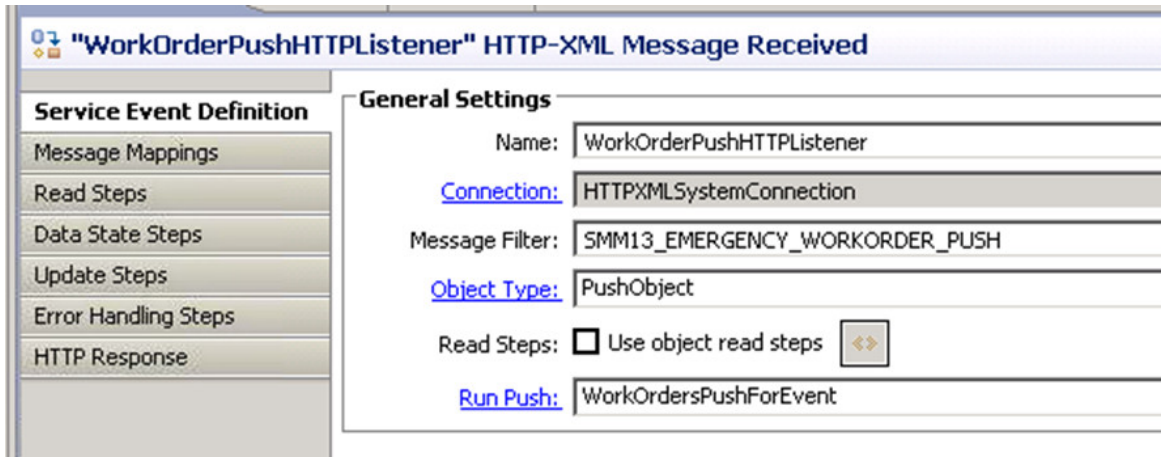 "WorkOrderPushHTTPListener" HTTP-XML Message Received
Service Event Definition
Message Mappings
Read Steps
Data State Steps
Update Steps
Error Handling Steps
HTTP Response
General Settings
Name: WorkOrderPushHTTPListener
Connection: HTTPXMLSystemConnection
Message Filter: SMM13_EMERGENCY_WORKORDER_PUSH
Object Type: PushObject
Read Steps: Use object read steps
Run Push: WorkOrdersPushForEvent